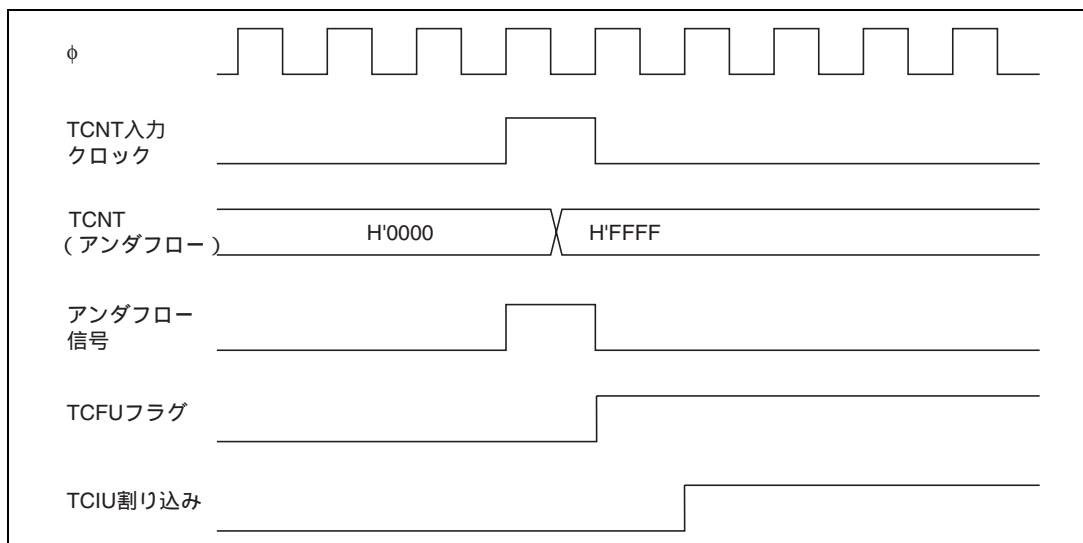 φ
TCNT入力
クロック
TCNT
（アンダフロー）
H'0000
H'FFFF
アンダフロー
信号
TCFUフラグ
TCIU割り込み